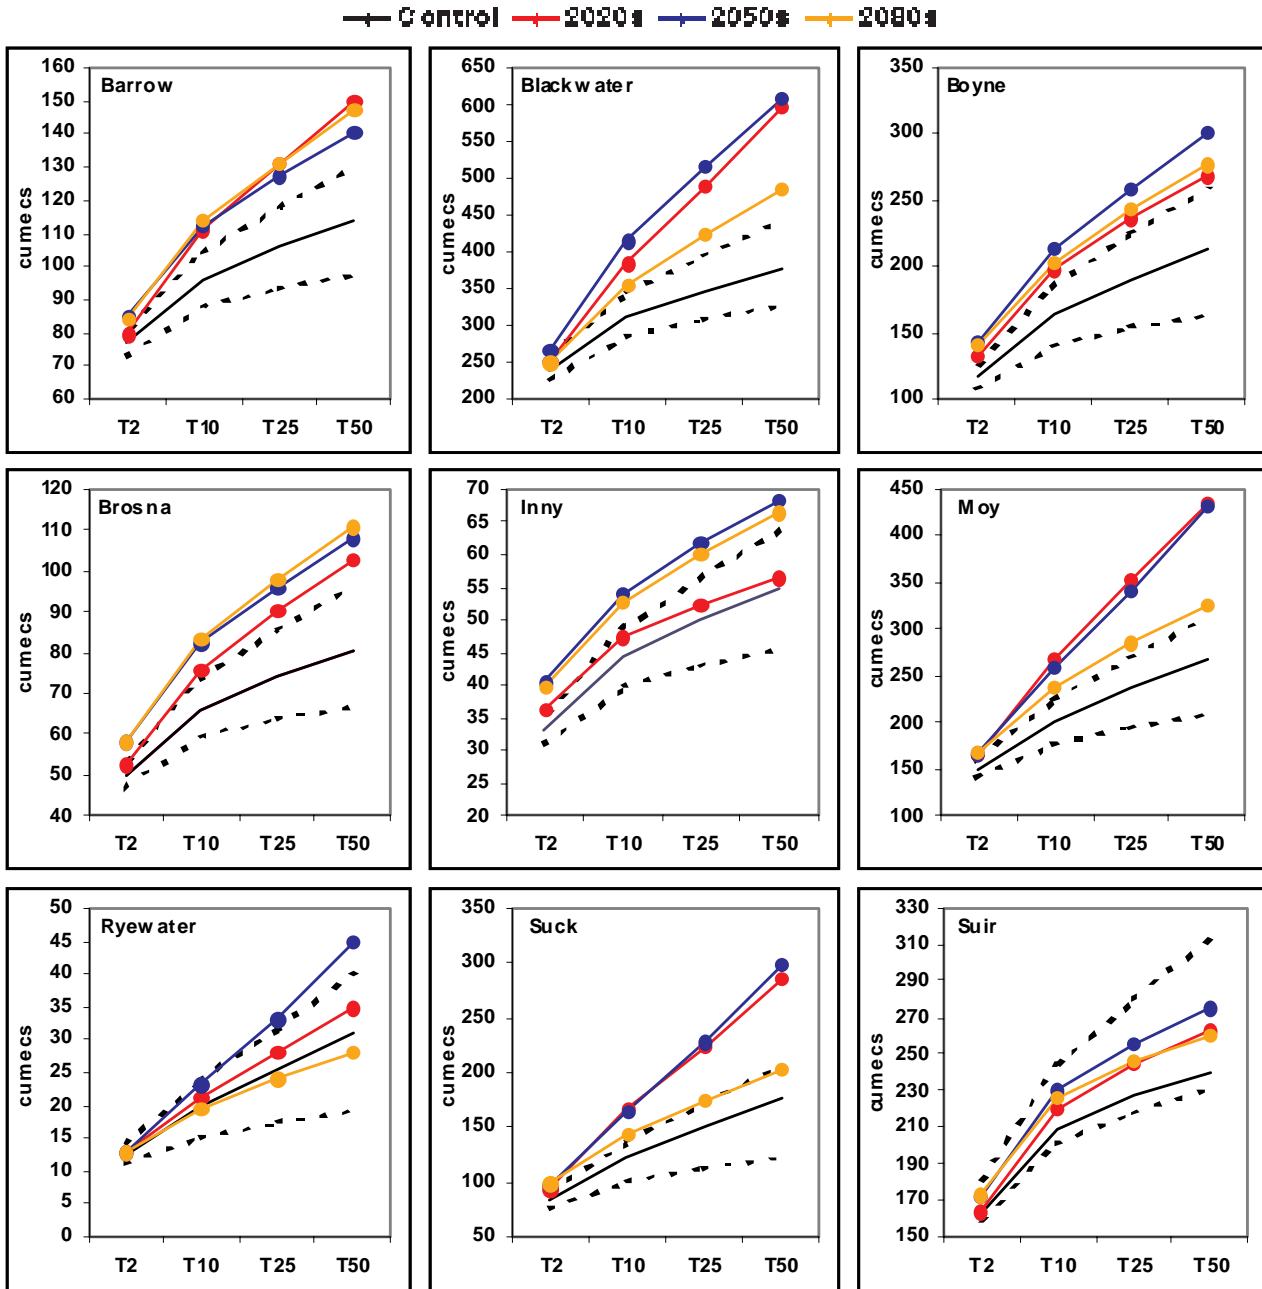 Control 2020s 2050s 2080s
Barrow
cumecs
160
150
140
130
120
110
100
90
80
70
60
T2 T10 T25 T50
Blackwater
cumecs
650
600
550
500
450
400
350
300
250
200
T2 T10 T25 T50
Boyne
cumecs
350
300
250
200
150
100
T2 T10 T25 T50
Brosna
cumecs
120
110
100
90
80
70
60
50
40
T2 T10 T25 T50
Inny
cumecs
70
65
60
55
50
45
40
35
30
25
20
T2 T10 T25 T50
Moy
cumecs
450
400
350
300
250
200
150
100
T2 T10 T25 T50
Ryewater
cumecs
50
45
40
35
30
25
20
15
10
5
0
T2 T10 T25 T50
Suck
cumecs
350
300
250
200
150
100
50
T2 T10 T25 T50
Suir
cumecs
330
310
290
270
250
230
210
190
170
150
T2 T10 T25 T50